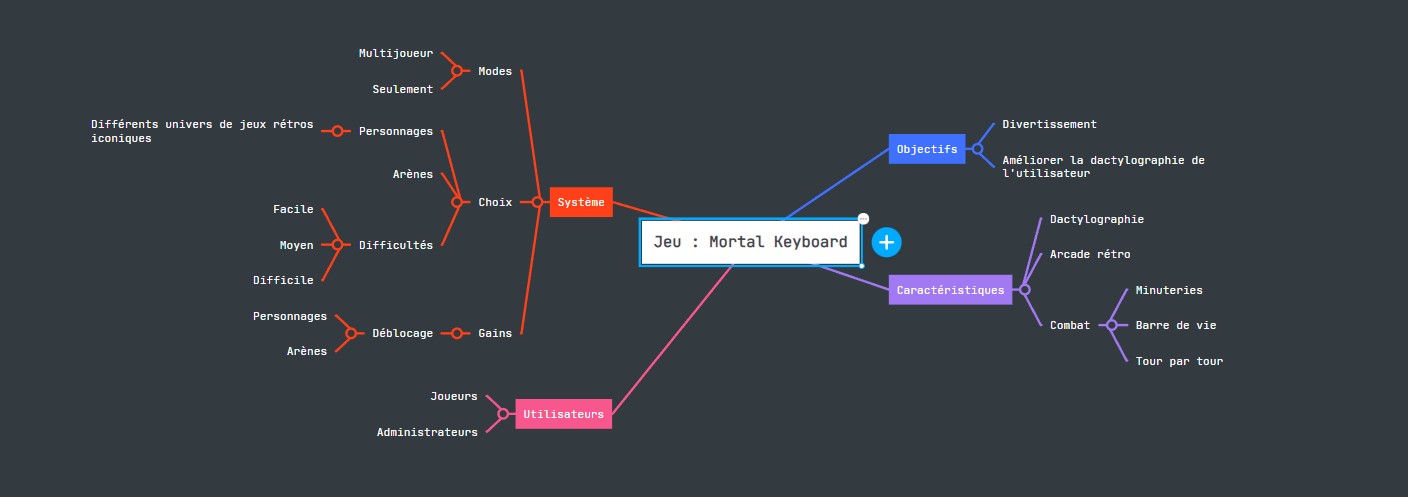 Jeu : Mortal Keyboard
Système
Modes
Multijoueur
Seulement
Choix
Personnages
Différents univers de jeux rétros
iconiques
Arènes
Difficultés
Facile
Moyen
Difficile
Gains
Déblocage
Personnages
Arènes
Utilisateurs
Joueurs
Administrateurs
Objectifs
Divertissement
Améliorer la dactylographie de
l'utilisateur
Caractéristiques
Dactylographie
Arcade rétro
Combat
Minuteries
Barre de vie
Tour par tour